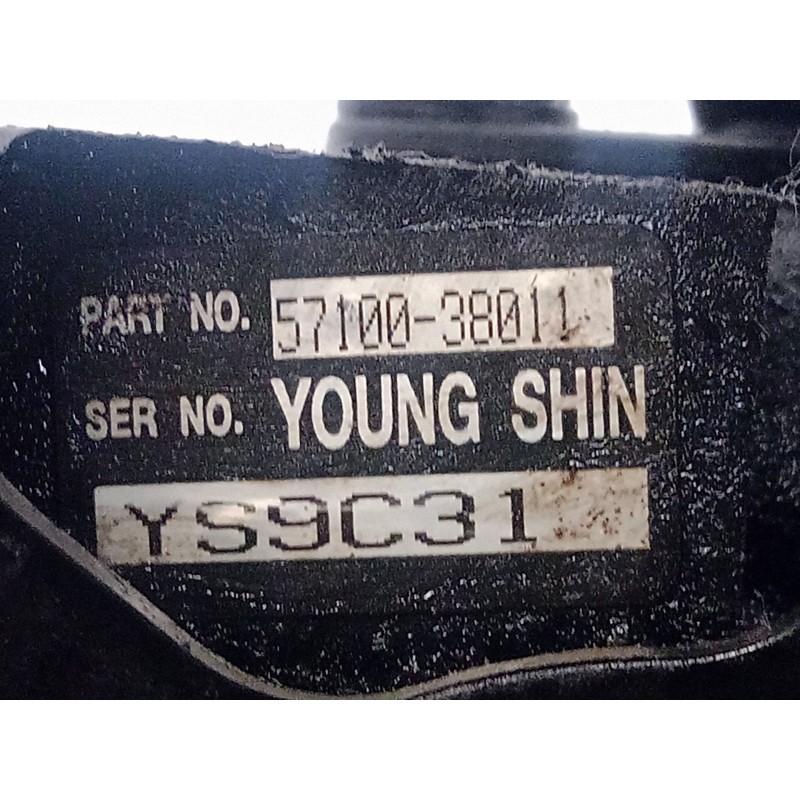 PART NO. 57100-38011
SER NO. YOUNG SHIN
YS9C31